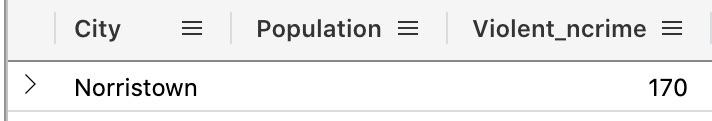 City Population Violent_ncrime
Norristown 170